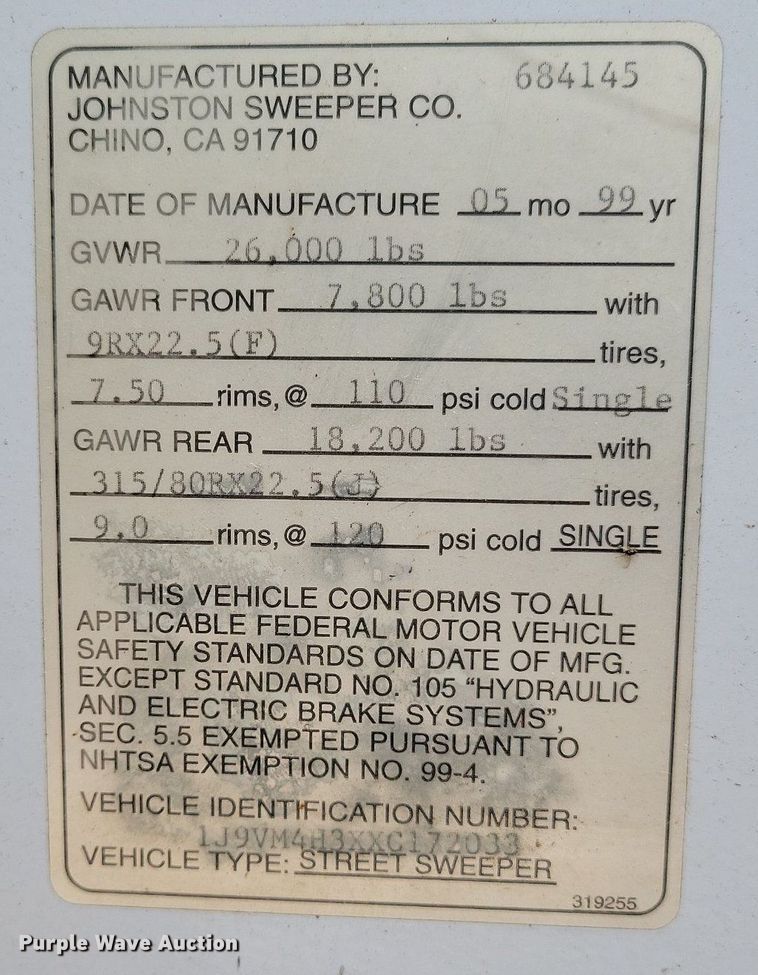 MANUFACTURED BY: 684145
JOHNSTON SWEEPER CO.
CHINO, CA 91710
DATE OF MANUFACTURE 05 mo 99 yr
GVWR 26,000 lbs
GAWR FRONT 7,800 lbs with
9RX22.5(F) tires,
7.50 rims, @ 110 psi cold Single
GAWR REAR 18,200 lbs with
315/80RX22.5(J) tires,
9.0 rims, @ 120 psi cold SINGLE
THIS VEHICLE CONFORMS TO ALL
APPLICABLE FEDERAL MOTOR VEHICLE
SAFETY STANDARDS ON DATE OF MFG.
EXCEPT STANDARD NO. 105 "HYDRAULIC
AND ELECTRIC BRAKE SYSTEMS",
SEC. 5.5 EXEMPTED PURSUANT TO
NHTSA EXEMPTION NO. 99-4.
VEHICLE IDENTIFICATION NUMBER:
1J9VM4H3XXC172033
VEHICLE TYPE: STREET SWEEPER
319255
Purple Wave Auction